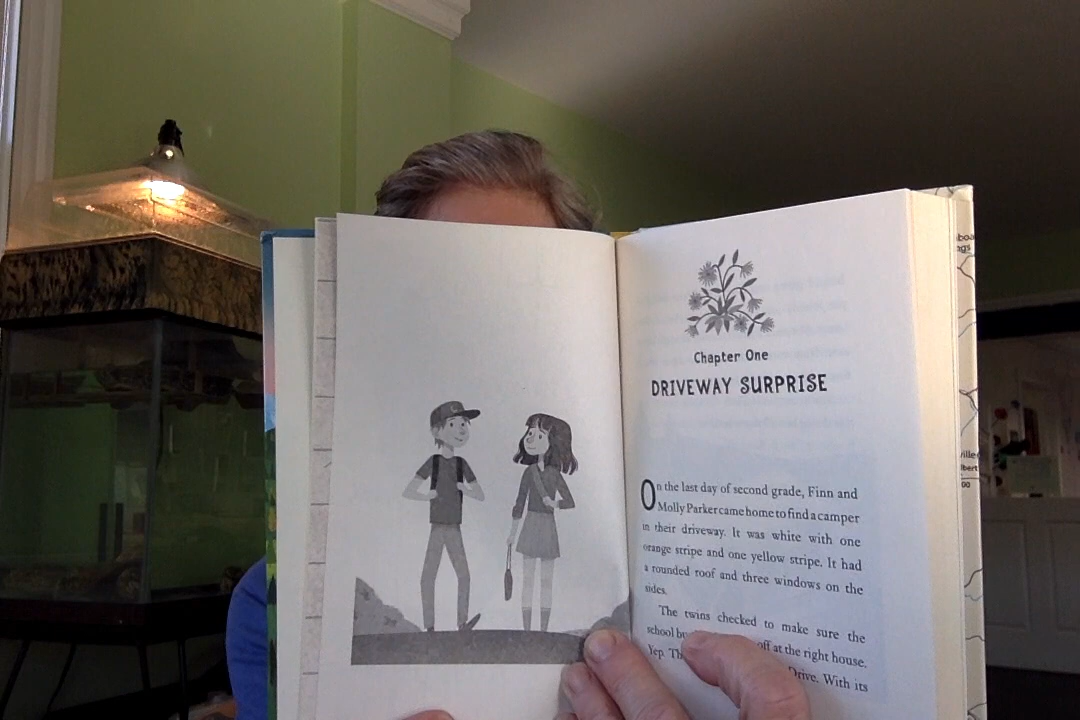 Chapter One
DRIVEWAY SURPRISE
On the last day of second grade, Finn and
Molly Parker came home to find a camper
in their driveway. It was white with one
orange stripe and one yellow stripe. It had
a rounded roof and three windows on the
sides.
The twins checked to make sure the
school off at the right house.
Yep. Drive. With its